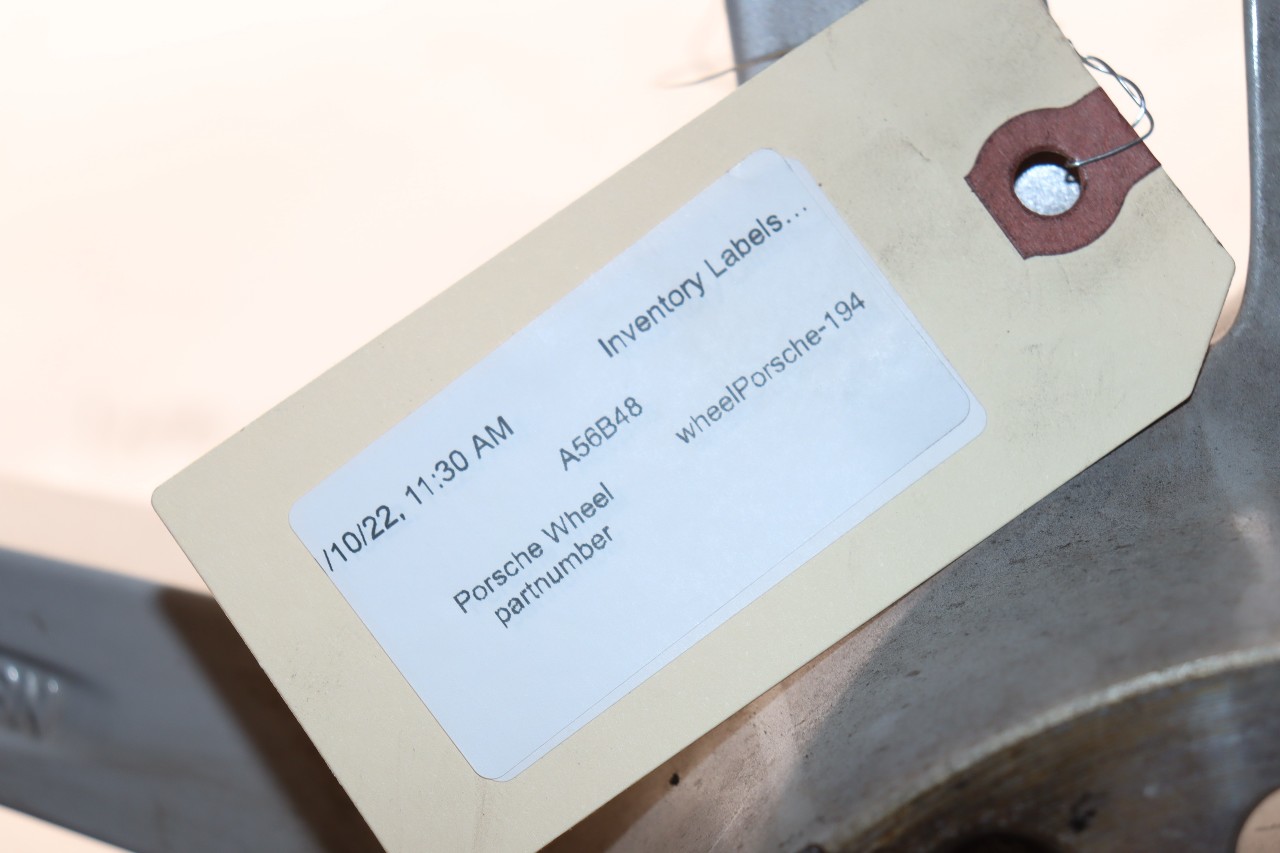 /10/22, 11:30 AM
Inventory Labels...
A56B48
wheelPorsche-194
Porsche Wheel
partnumber